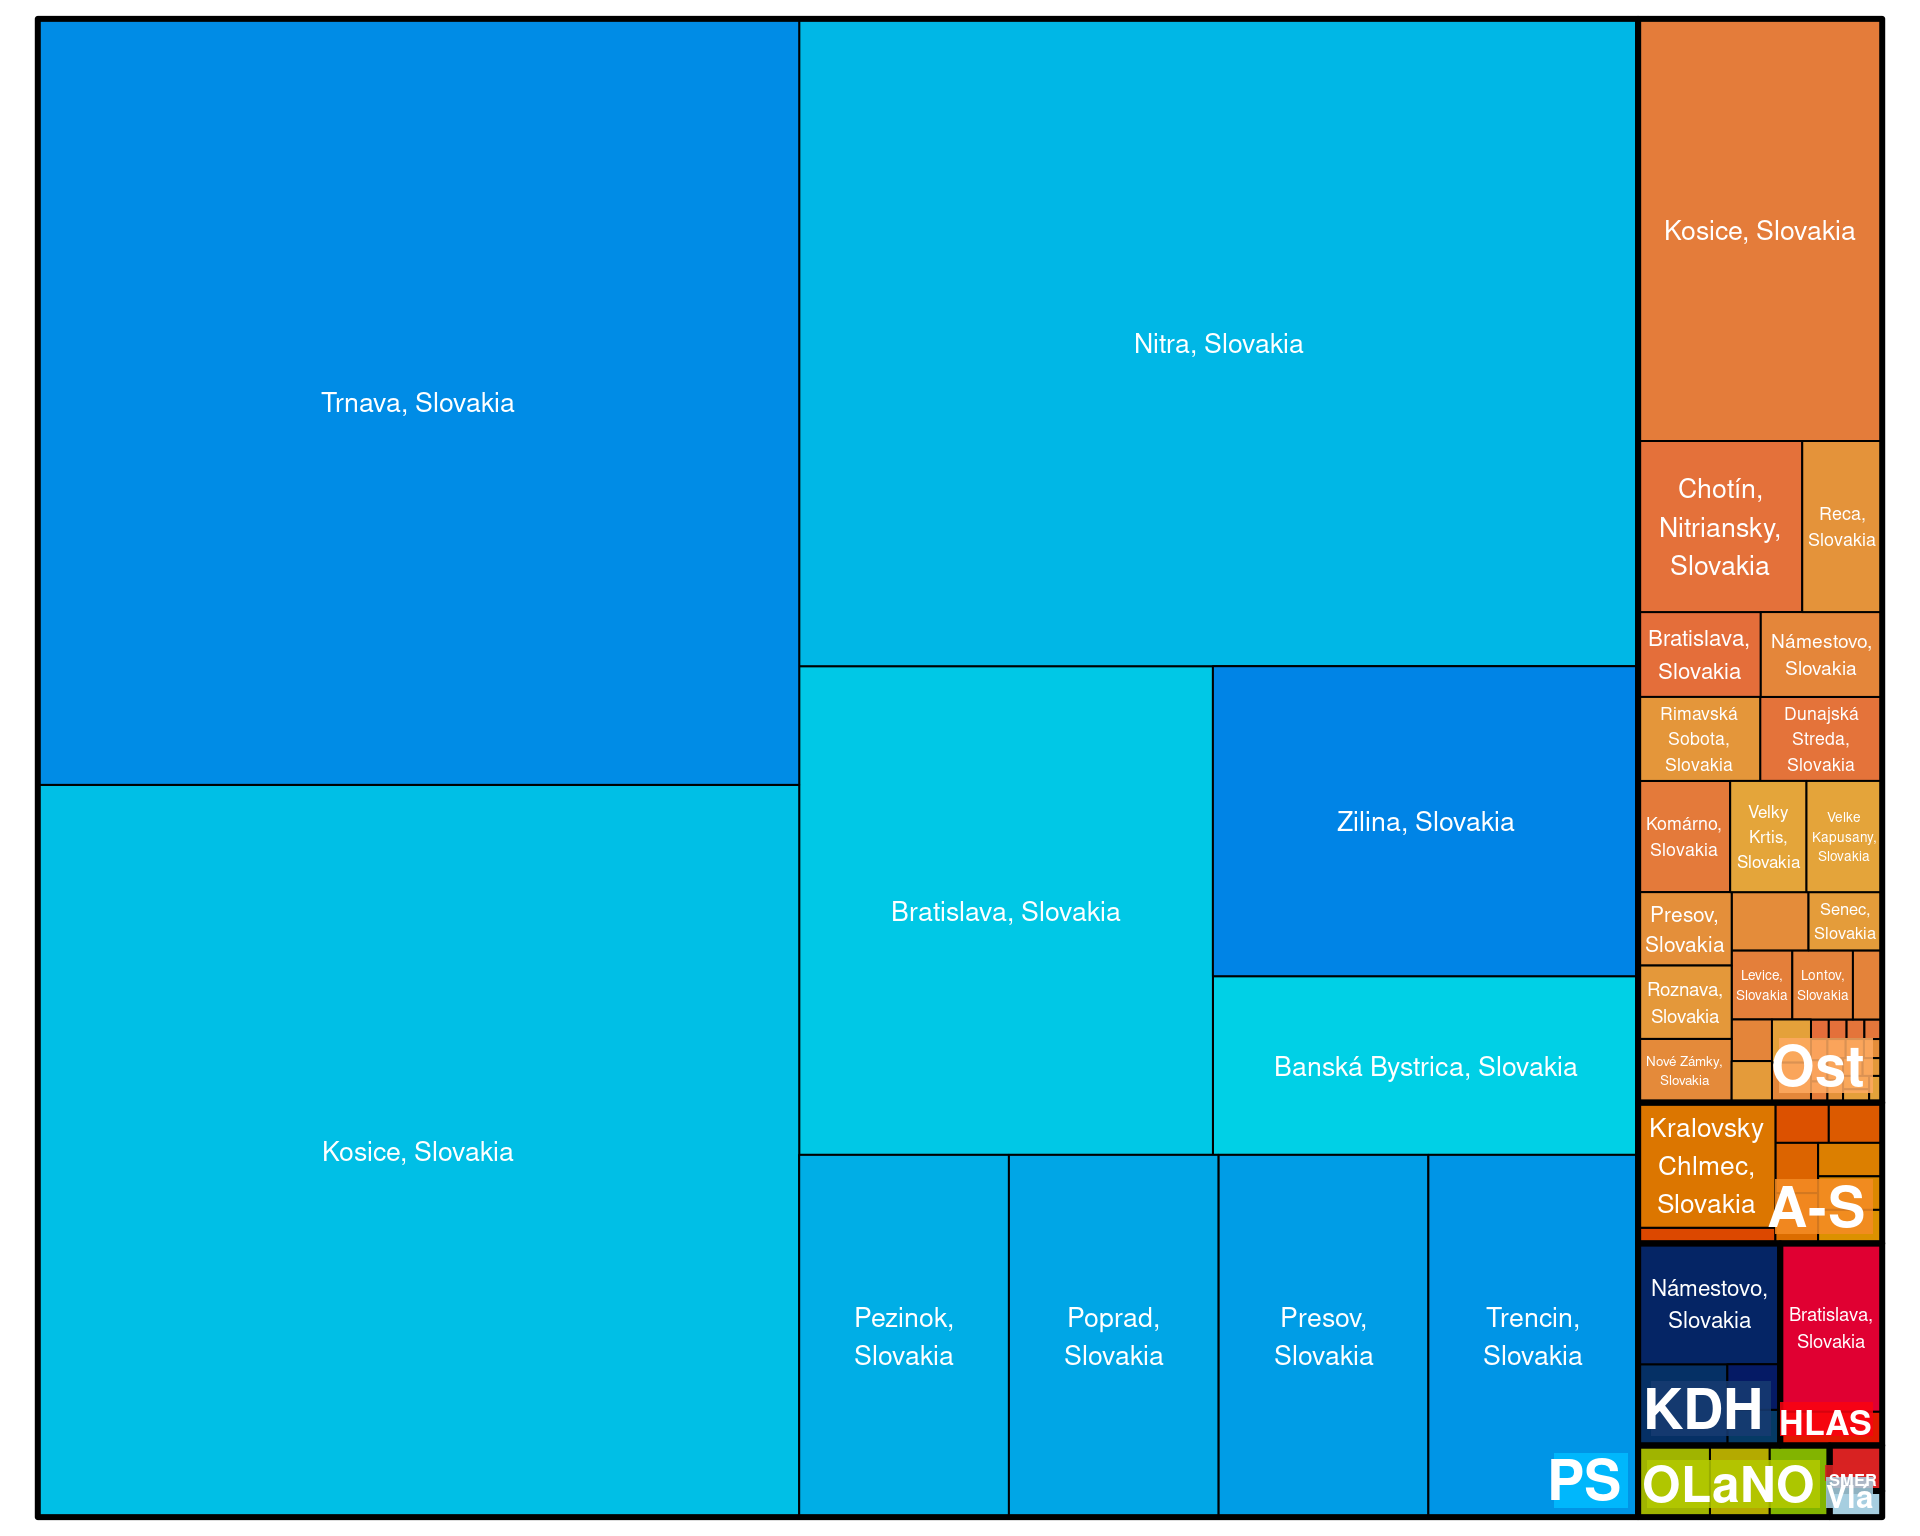 Trnava, Slovakia
Kosice, Slovakia
Nitra, Slovakia
Bratislava, Slovakia
Zilina, Slovakia
Banská Bystrica, Slovakia
Pezinok,
Slovakia
Poprad,
Slovakia
Presov,
Slovakia
Trencin,
Slovakia
PS
Kosice, Slovakia
Chotín,
Nitriansky,
Slovakia
Reca,
Slovakia
Bratislava,
Slovakia
Námestovo,
Slovakia
Rimavská
Sobota,
Slovakia
Dunajská
Streda,
Slovakia
Komárno,
Slovakia
Velky
Krtis,
Slovakia
Velke
Kapusany,
Slovakia
Presov,
Slovakia
Senec,
Slovakia
Roznava,
Slovakia
Levice,
Slovakia
Lontov,
Slovakia
Nové Zámky,
Slovakia
Ost
Kralovsky
Chlmec,
Slovakia
A-S
Námestovo,
Slovakia
KDH
Bratislava,
Slovakia
HLAS
OLaNO
SMER
Vlá